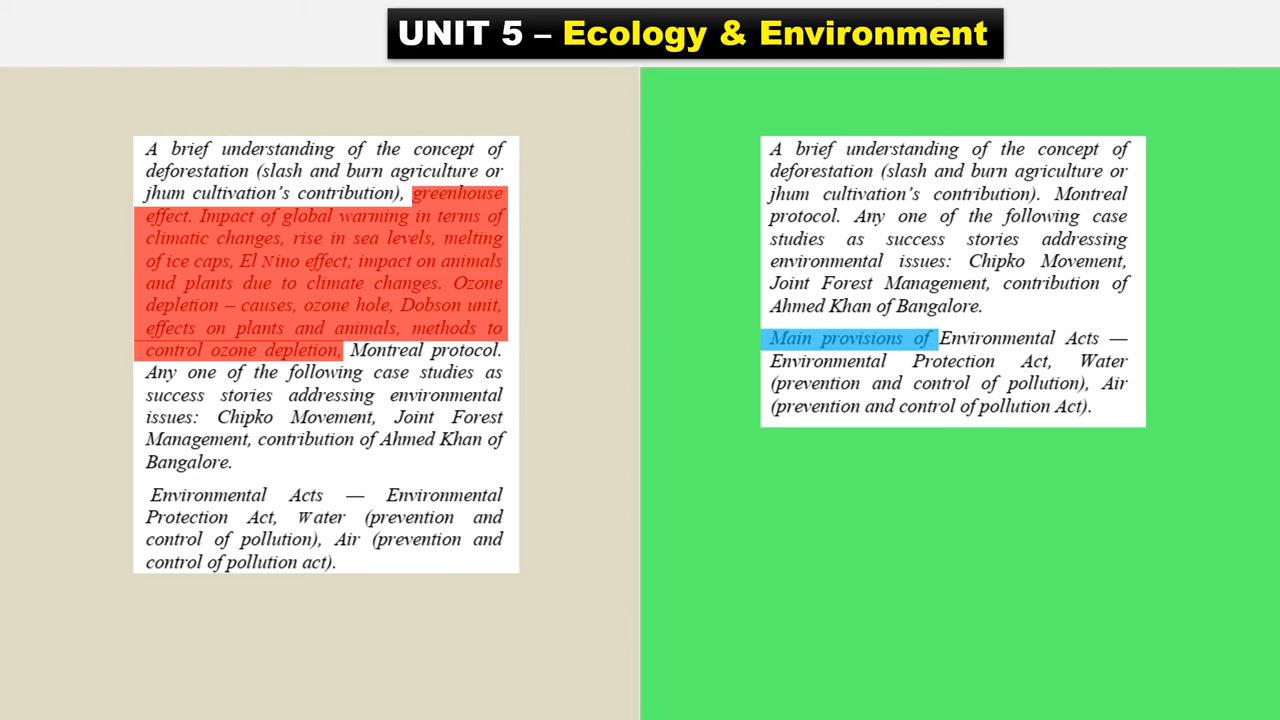 UNIT 5 – Ecology & Environment
A brief understanding of the concept of
deforestation (slash and burn agriculture or
jhum cultivation’s contribution), greenhouse
effect. Impact of global warming in terms of
climatic changes, rise in sea levels, melting
of ice caps, El Nino effect; impact on animals
and plants due to climate changes. Ozone
depletion – causes, ozone hole, Dobson unit,
effects on plants and animals, methods to
control ozone depletion, Montreal protocol.
Any one of the following case studies as
success stories addressing environmental
issues: Chipko Movement, Joint Forest
Management, contribution of Ahmed Khan of
Bangalore.
Environmental Acts — Environmental
Protection Act, Water (prevention and
control of pollution), Air (prevention and
control of pollution act).
A brief understanding of the concept of
deforestation (slash and burn agriculture or
jhum cultivation’s contribution). Montreal
protocol. Any one of the following case
studies as success stories addressing
environmental issues: Chipko Movement,
Joint Forest Management, contribution of
Ahmed Khan of Bangalore.
Main provisions of Environmental Acts —
Environmental Protection Act, Water
(prevention and control of pollution), Air
(prevention and control of pollution Act).